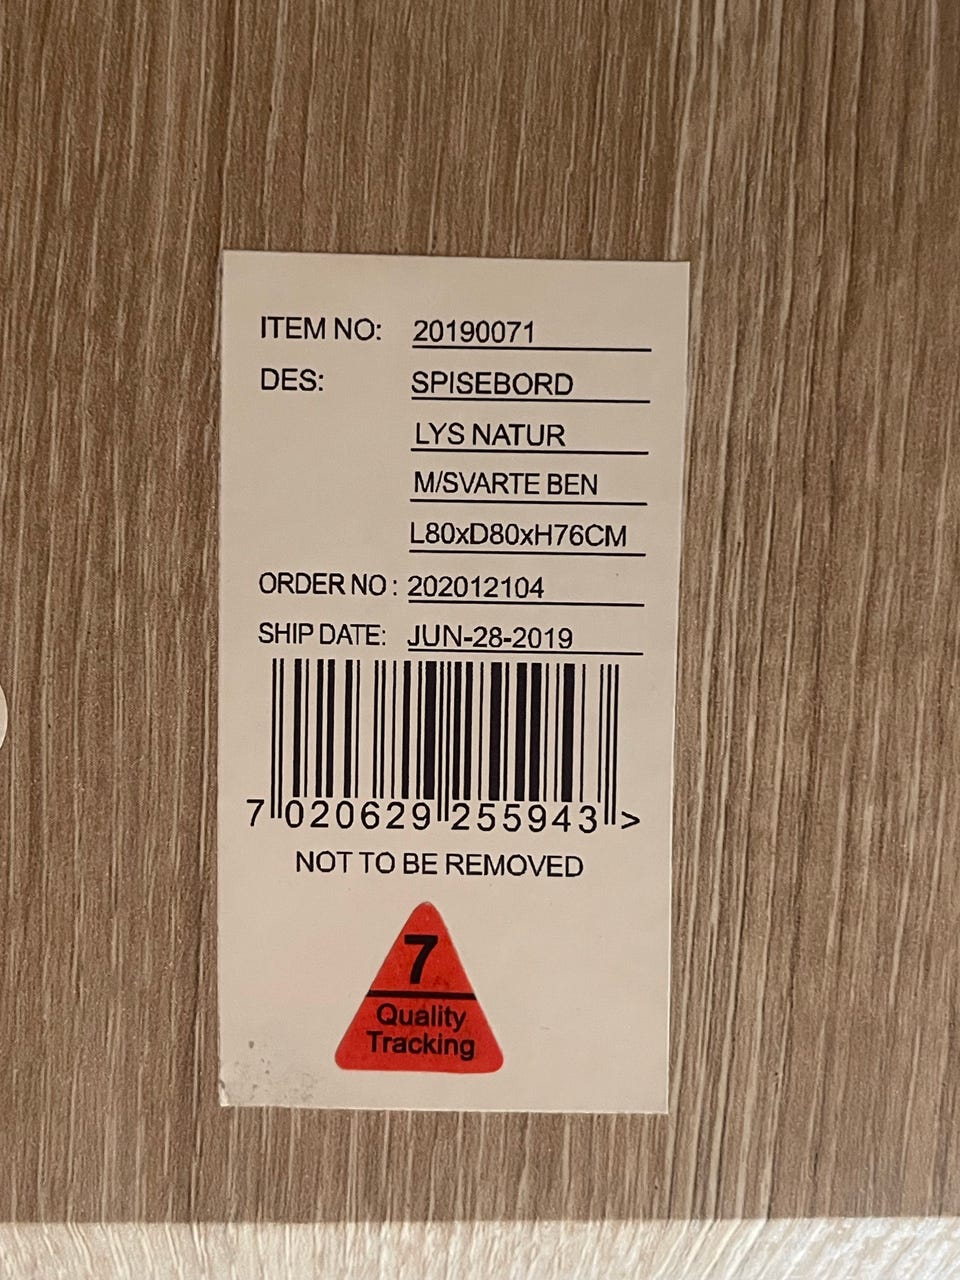 ITEM NO: 20190071
DES: SPISEBORD
LYS NATUR
M/SVARTE BEN
L80xD80xH76CM
ORDER NO : 202012104
SHIP DATE: JUN-28-2019
7 020629 255943 >
NOT TO BE REMOVED
7
Quality
Tracking